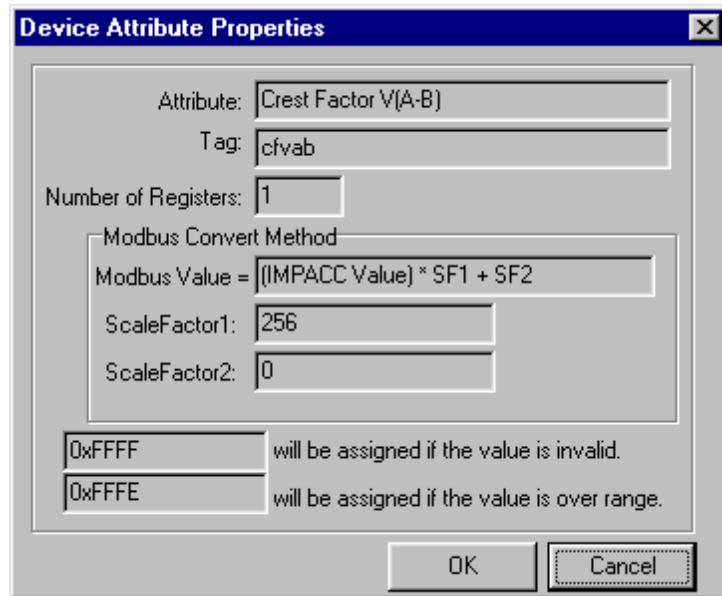 Device Attribute Properties
Attribute: Crest Factor V(A-B)
Tag: cfvab
Number of Registers: 1
Modbus Convert Method
Modbus Value = (IMPACC Value) * SF1 + SF2
ScaleFactor1: 256
ScaleFactor2: 0
0xFFFF will be assigned if the value is invalid.
0xFFFE will be assigned if the value is over range.
OK Cancel